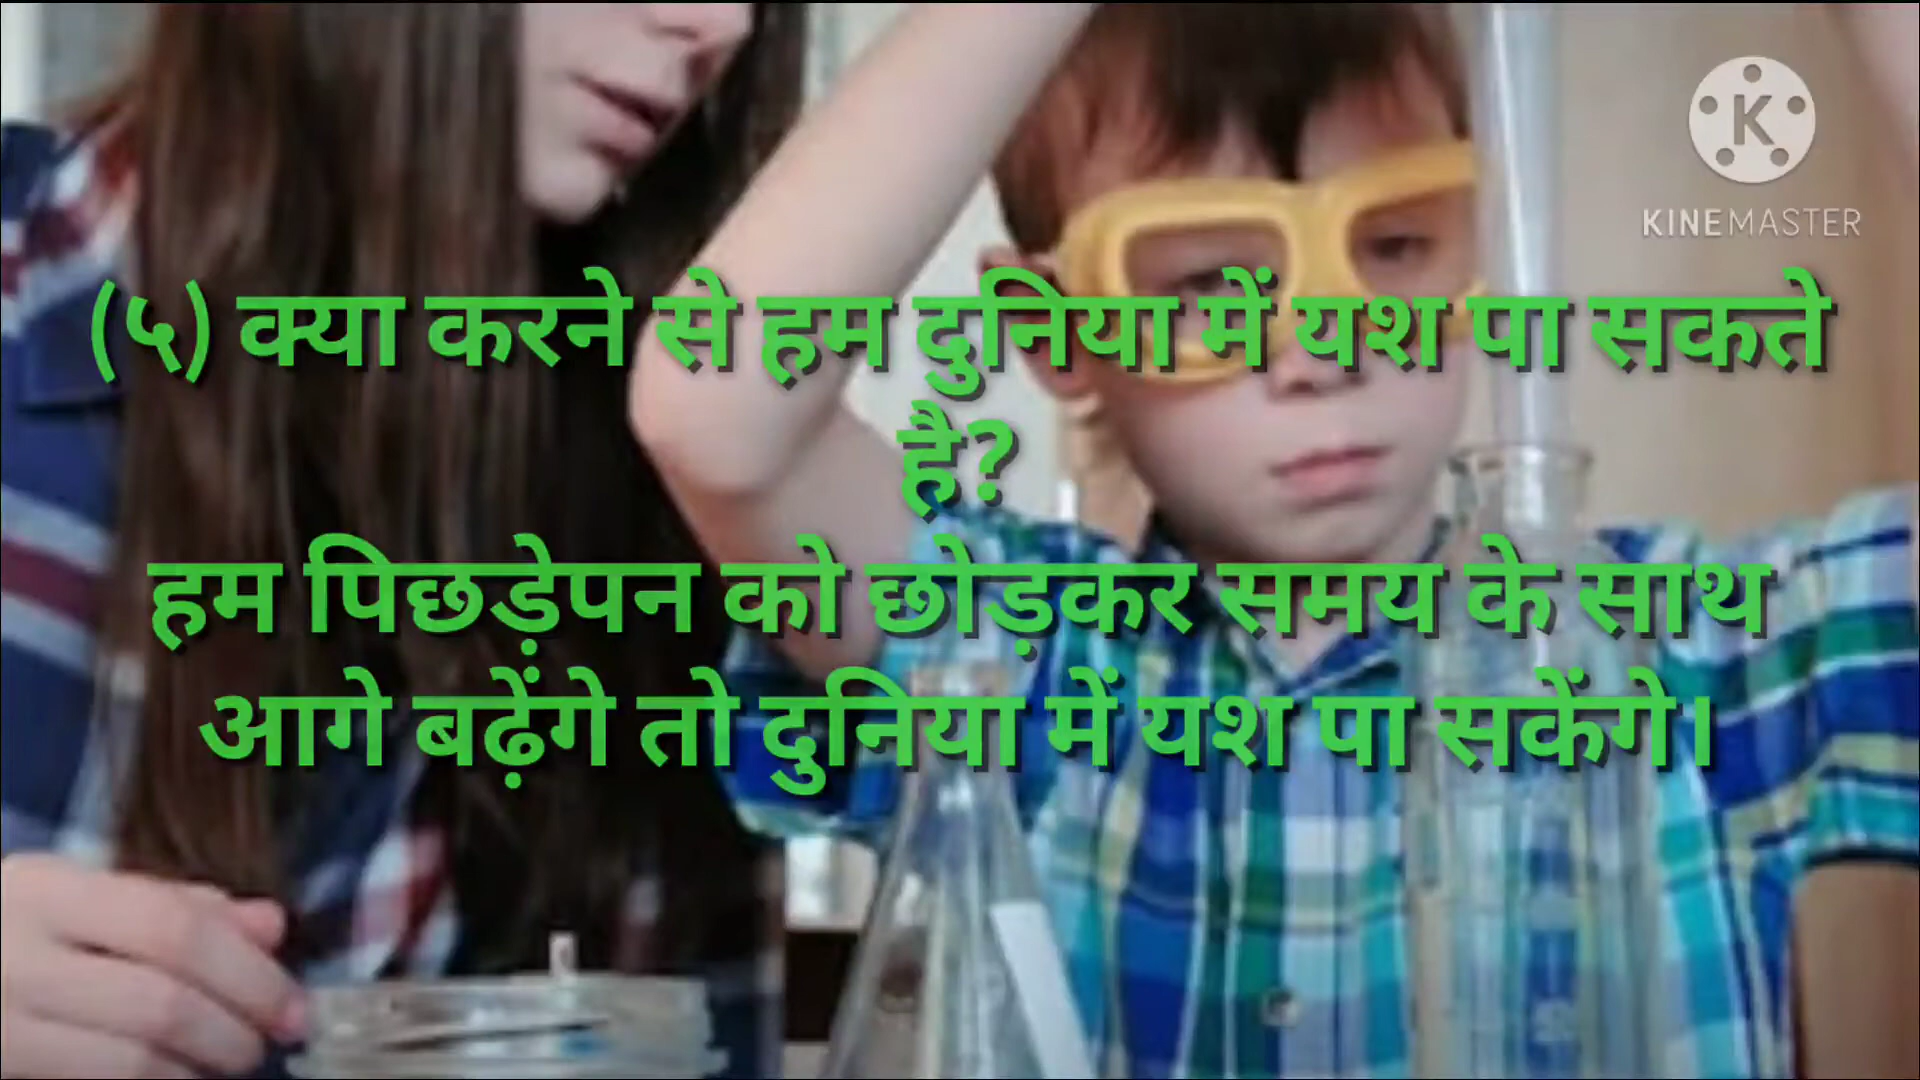 K
KINEMASTER
(५) क्या करने से हम दुनिया में यश पा सकते
है?
हम पिछड़ेपन को छोड़कर समय के साथ
आगे बढ़ेंगे तो दुनिया में यश पा सकेंगे।